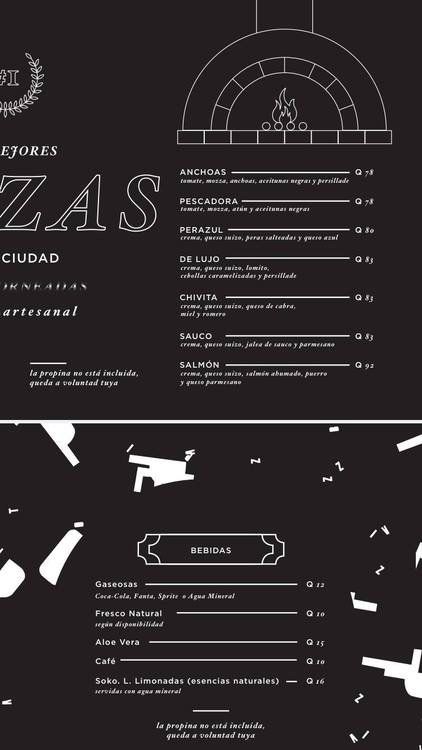 #1
EJORES
ZAS
CIUDAD
ORNEADAS
artesanal
la propina no está incluida,
queda a voluntad tuya
ANCHOAS Q 78
tomate, mozza, anchoas, aceitunas negras y persillade
PESCADORA Q 78
tomate, mozza, atún y aceitunas negras
PERAZUL Q 80
crema, queso suizo, peras salteadas y queso azul
DE LUJO Q 83
crema, queso suizo, lomito,
cebollas caramelizadas y persillade
CHIVITA Q 83
crema, queso suizo, queso de cabra,
miel y romero
SAUCO Q 83
crema, queso suizo, jalea de sauco y parmesano
SALMÓN Q 92
crema, queso suizo, salmón ahumado, puerro
y queso parmesano
BEBIDAS
Gaseosas Q 12
Coca-Cola, Fanta, Sprite o Agua Mineral
Fresco Natural Q 10
según disponibilidad
Aloe Vera Q 15
Café Q 10
Soko. L. Limonadas (esencias naturales) Q 16
servidas con agua mineral
la propina no está incluida,
queda a voluntad tuya